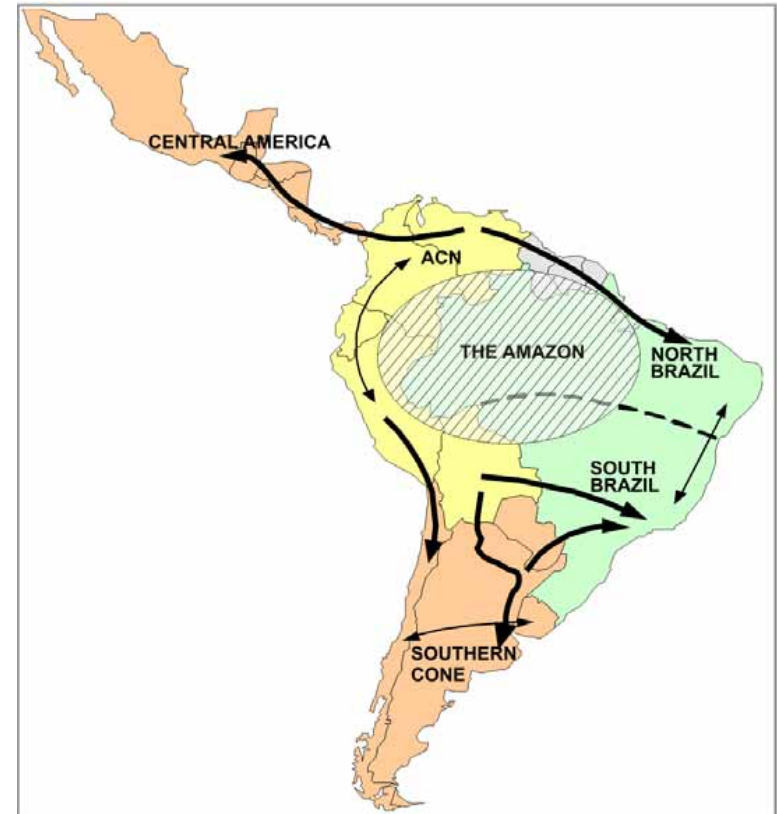 CENTRAL AMERICA
ACN
THE AMAZON
NORTH
BRAZIL
SOUTH
BRAZIL
SOUTHERN
CONE